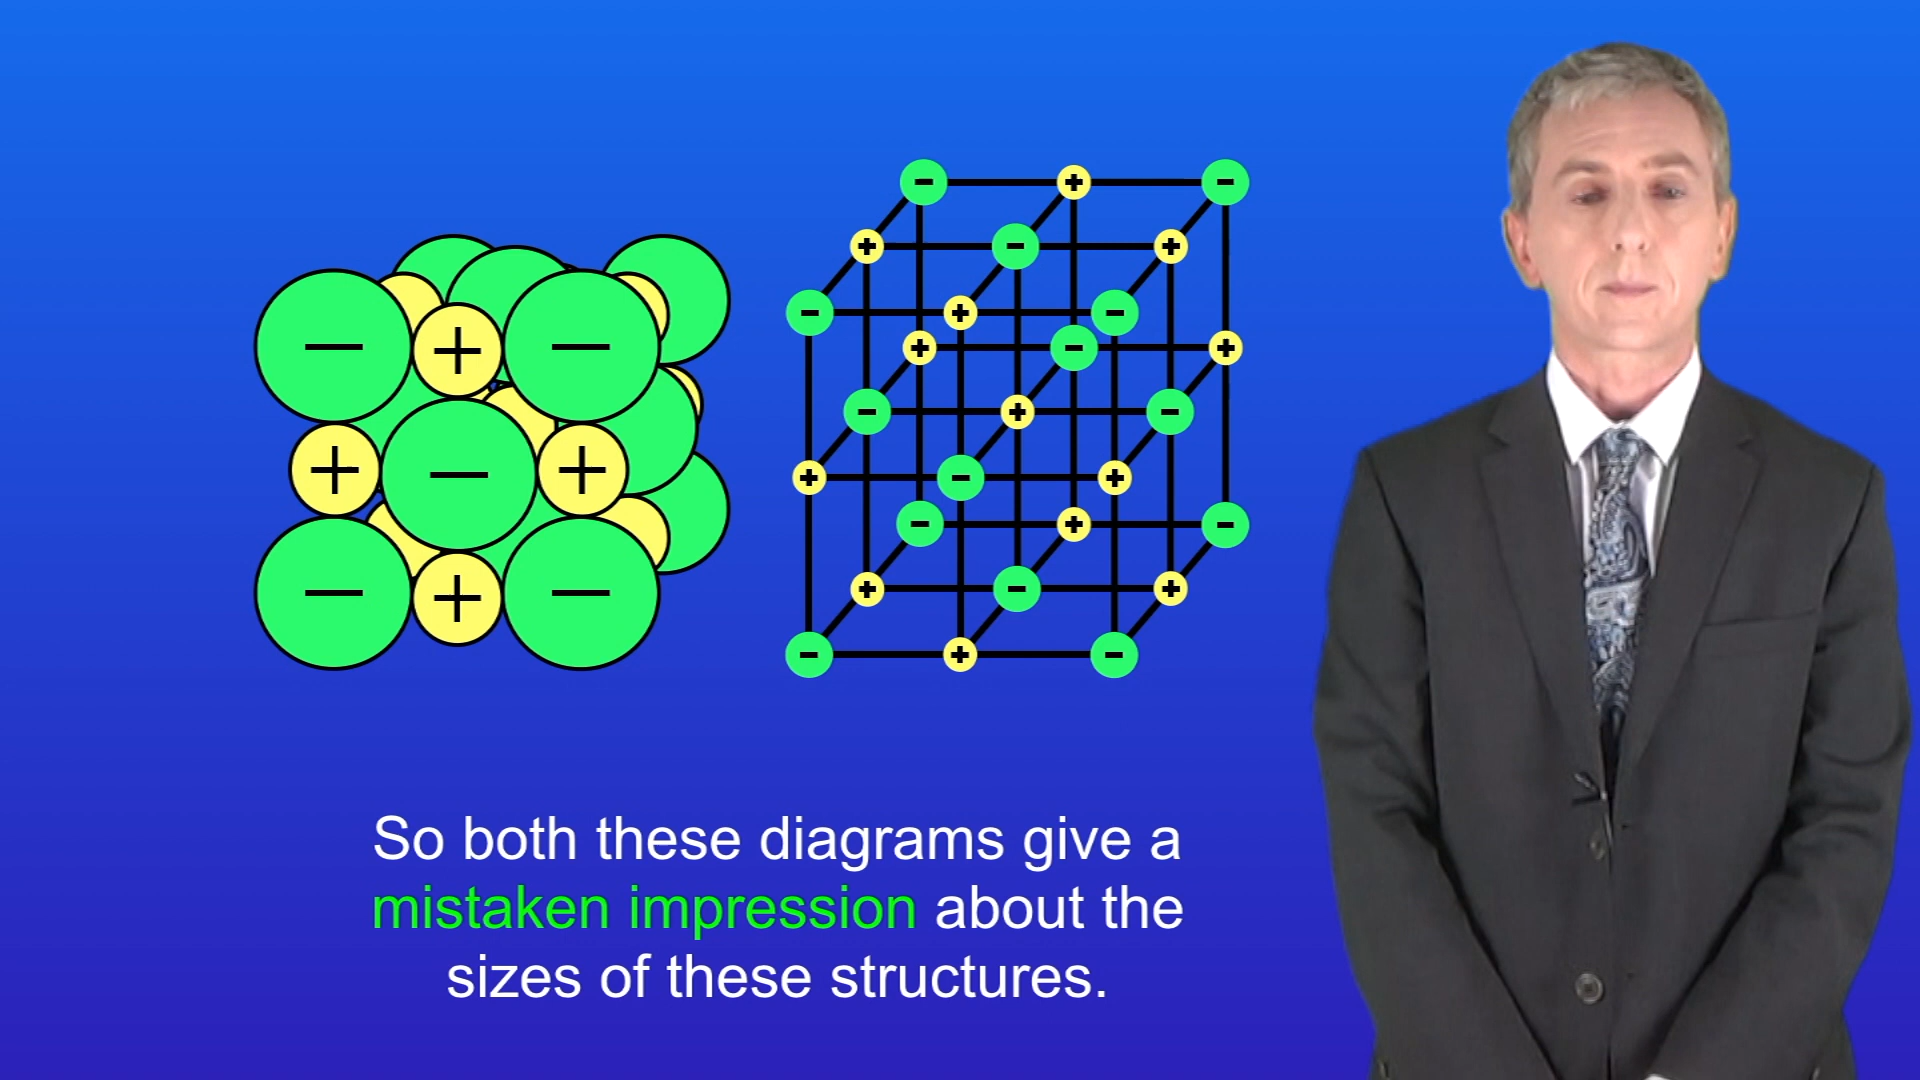 So both these diagrams give a
mistaken impression about the
sizes of these structures.